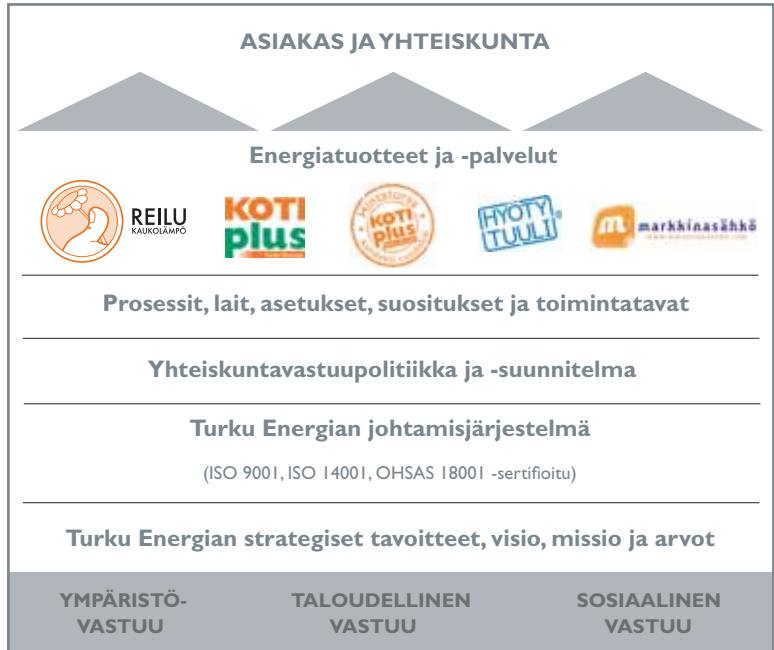 ASIAKAS JA YHTEISKUNTA
Energiatuotteet ja -palvelut
REILU
KAUKOLÄMPÖ
KOTI
plus
KOTI
plus
HYÖTY
TUULI
m markkinasähkö
Prosessit, lait, asetukset, suositukset ja toimintatavat
Yhteiskuntavastuupolitiikka ja -suunnitelma
Turku Energian johtamisjärjestelmä
(ISO 9001, ISO 14001, OHSAS 18001 -sertifioitu)
Turku Energian strategiset tavoitteet, visio, missio ja arvot
YMPÄRISTÖ-
VASTUU
TALOUDELLINEN
VASTUU
SOSIAALINEN
VASTUU